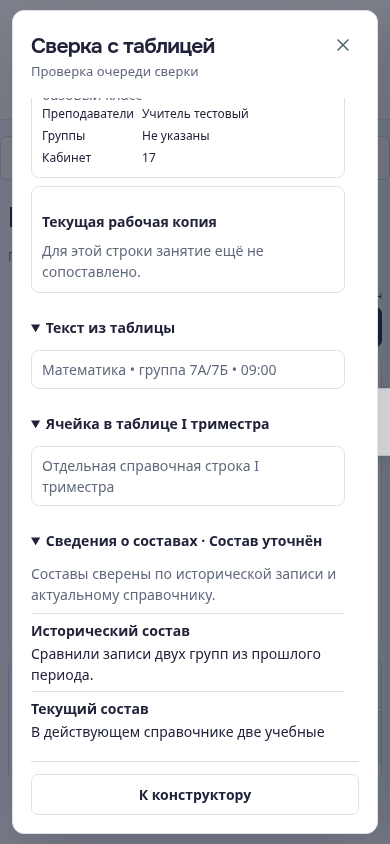 Сверка с таблицей
Проверка очереди сверки
Преподаватели Учитель тестовый
Группы Не указаны
Кабинет 17
Текущая рабочая копия
Для этой строки занятие ещё не
сопоставлено.
Текст из таблицы
Математика • группа 7А/7Б • 09:00
Ячейка в таблице I триместра
Отдельная справочная строка I
триместра
Сведения о составах · Состав уточнён
Составы сверены по исторической записи и
актуальному справочнику.
Исторический состав
Сравнили записи двух групп из прошлого
периода.
Текущий состав
В действующем справочнике две учебные
К конструктору